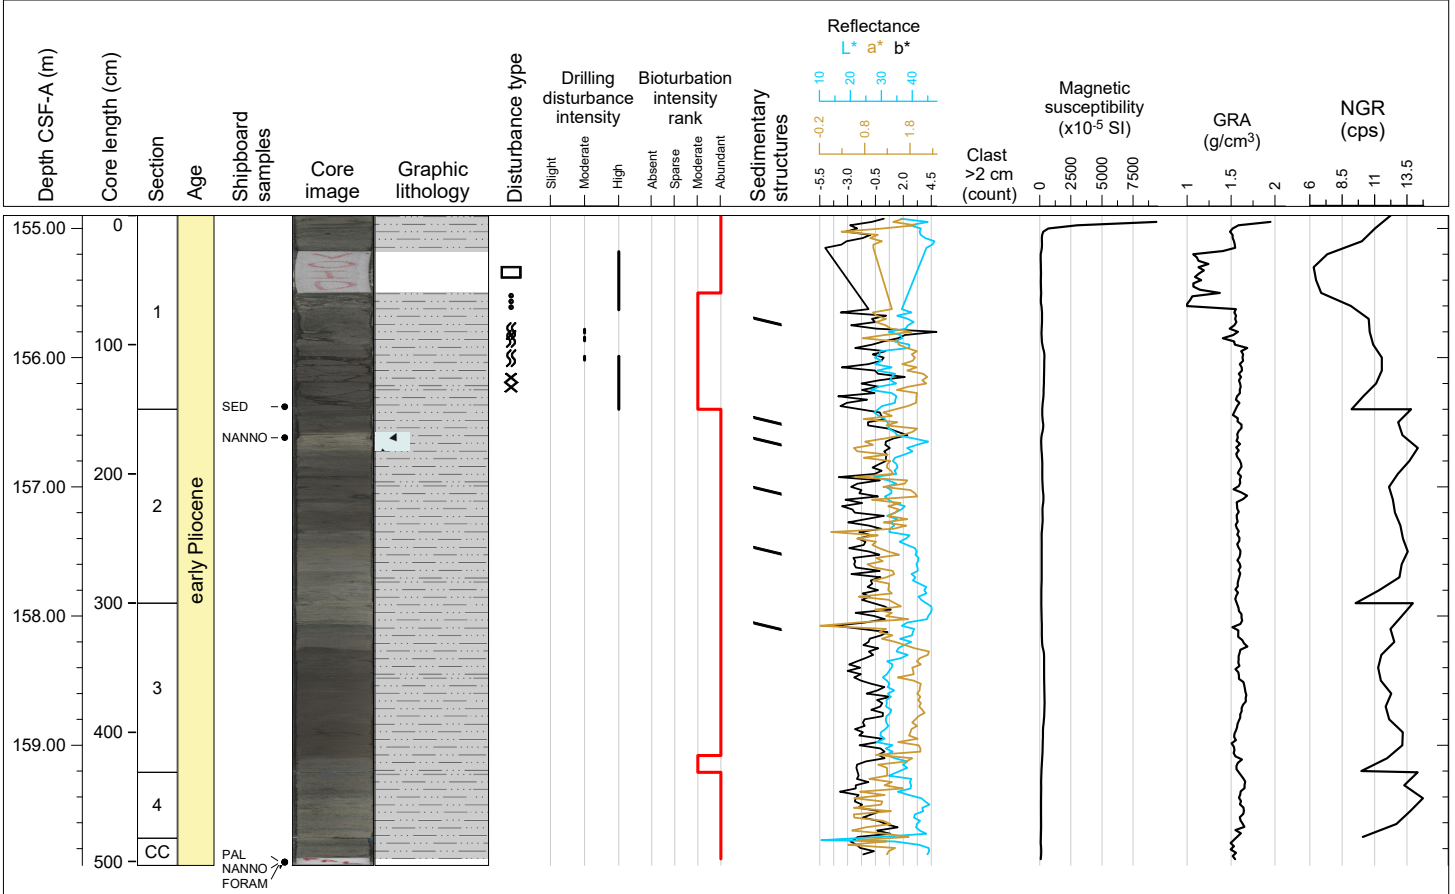 Depth CSF-A (m)
Core length (cm)
Section
Age
Shipboard
samples
Core
image
Graphic
lithology
Disturbance type
Drilling
disturbance
intensity
Slight
Moderate
High
Bioturbation
intensity
rank
Absent
Sparse
Moderate
Abundant
Sedimentary
structures
Reflectance
L* a* b*
10 20 30 40
-0.2 0.8 1.8
-5.5 -3.0 -0.5 2.0 4.5
Clast
>2 cm
(count)
Magnetic
susceptibility
(x10-5 SI)
0 2500 5000 7500
GRA
(g/cm3)
1 1.5 2
NGR
(cps)
6 8.5 11 13.5
155.00
156.00
157.00
158.00
159.00
0
100
200
300
400
500
1
2
3
4
CC
early Pliocene
SED
NANNO
PAL
NANNO
FORAM